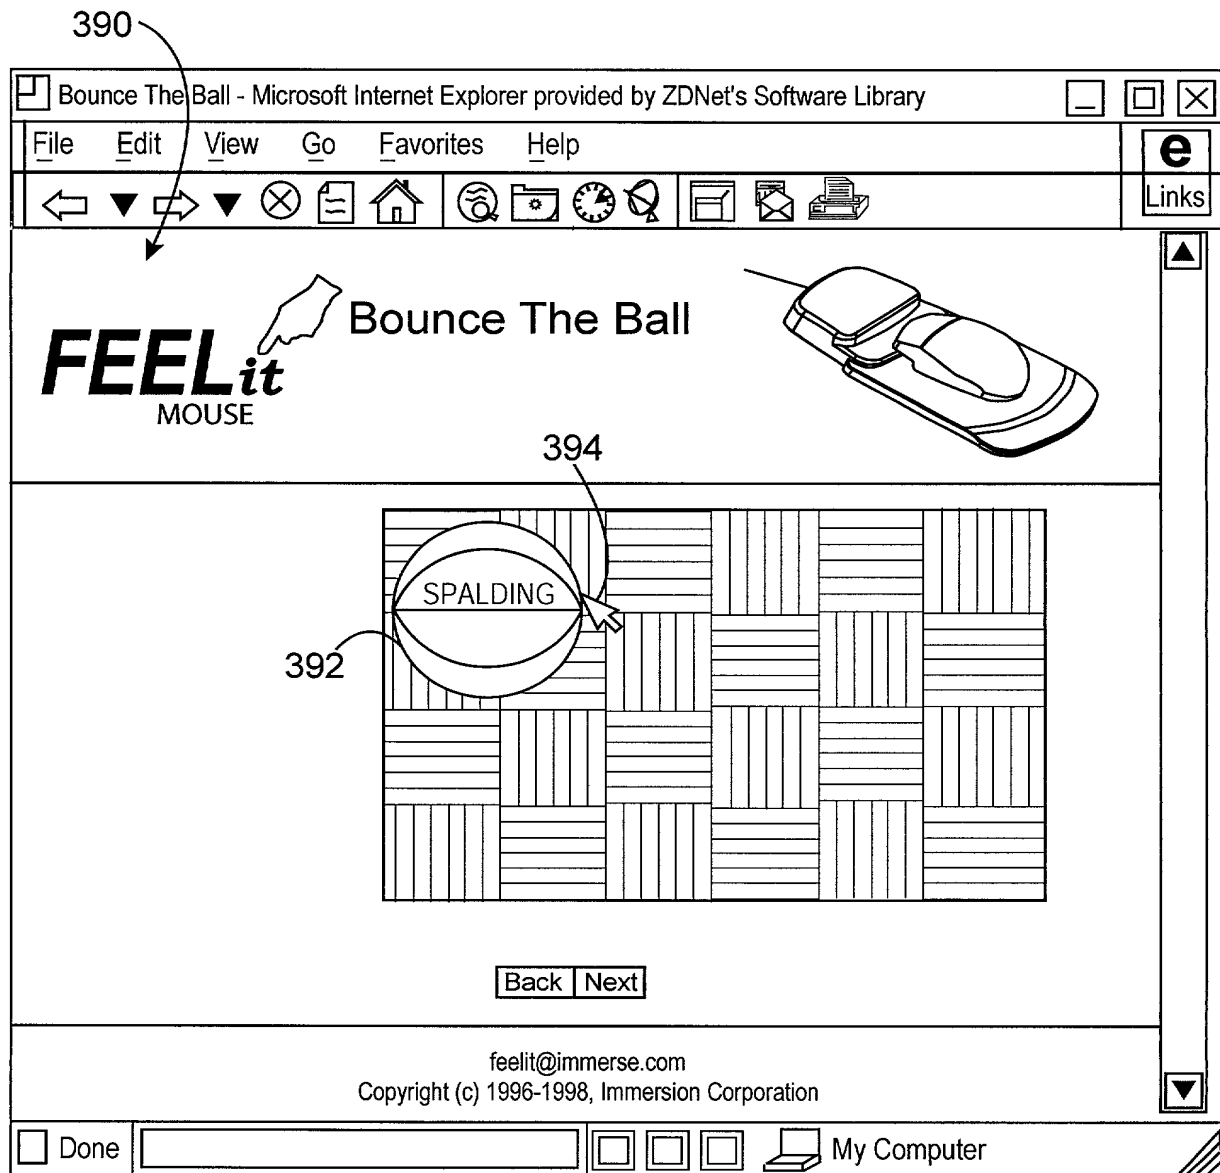 390
Bounce The Ball - Microsoft Internet Explorer provided by ZDNet's Software Library
File Edit View Go Favorites Help
e
Links
FEELit
MOUSE
Bounce The Ball
394
SPALDING
392
Back Next
feelit@immerse.com
Copyright (c) 1996-1998, Immersion Corporation
Done
My Computer